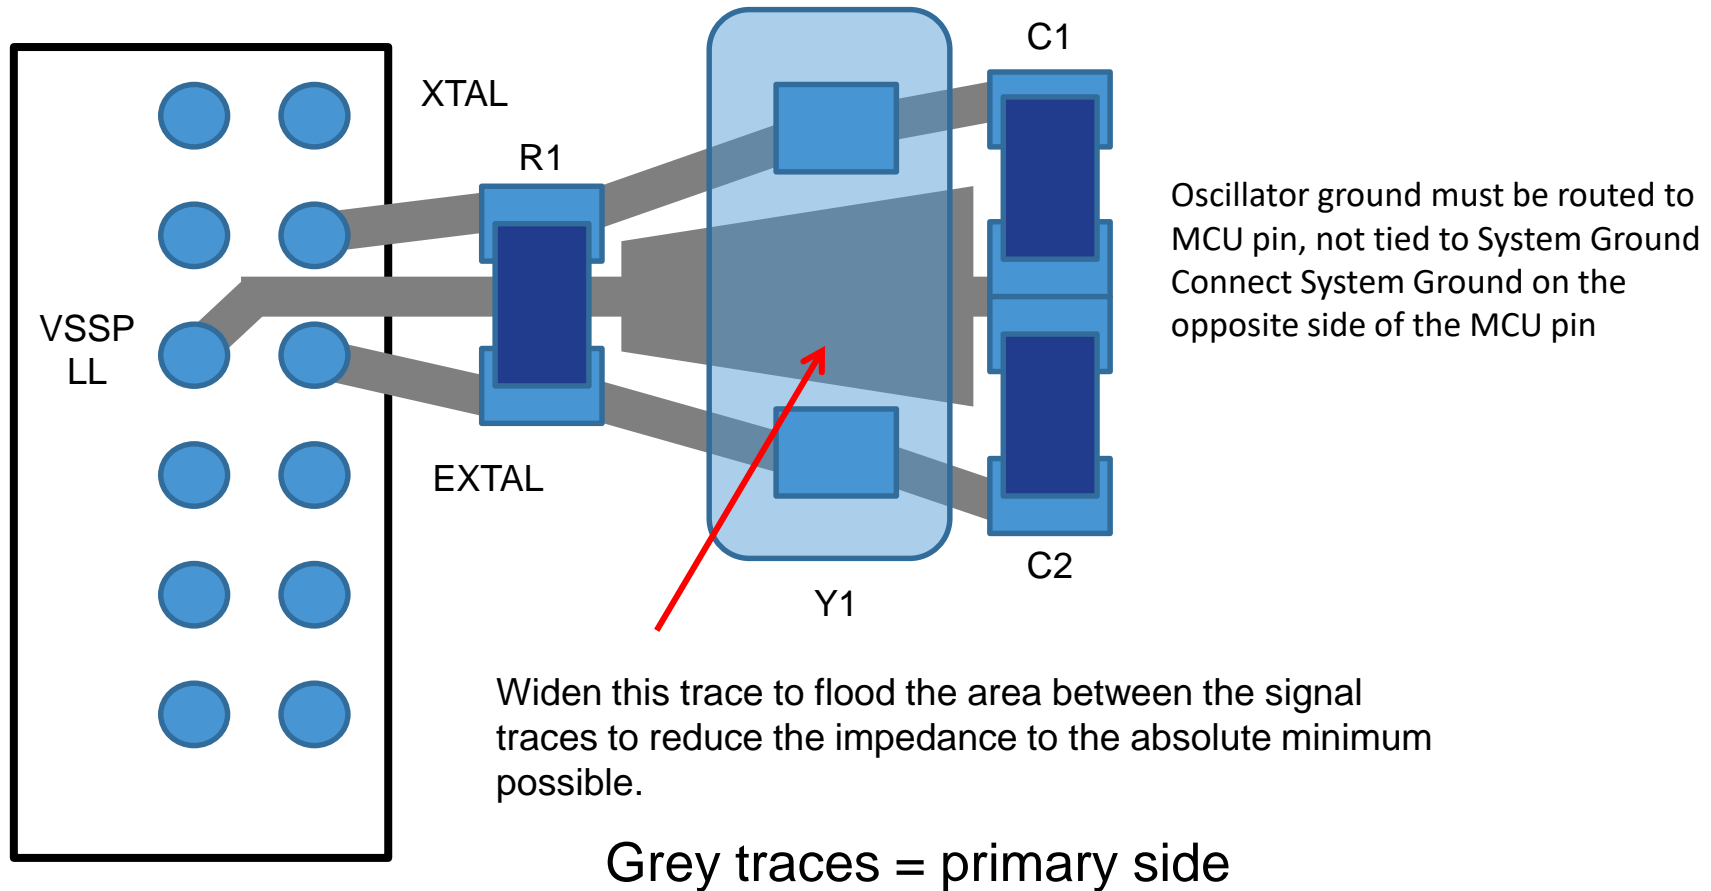 C1
XTAL
R1
Oscillator ground must be routed to
MCU pin, not tied to System Ground
Connect System Ground on the
opposite side of the MCU pin
VSSP
LL
EXTAL
C2
Y1
Widen this trace to flood the area between the signal
traces to reduce the impedance to the absolute minimum
possible.
Grey traces = primary side